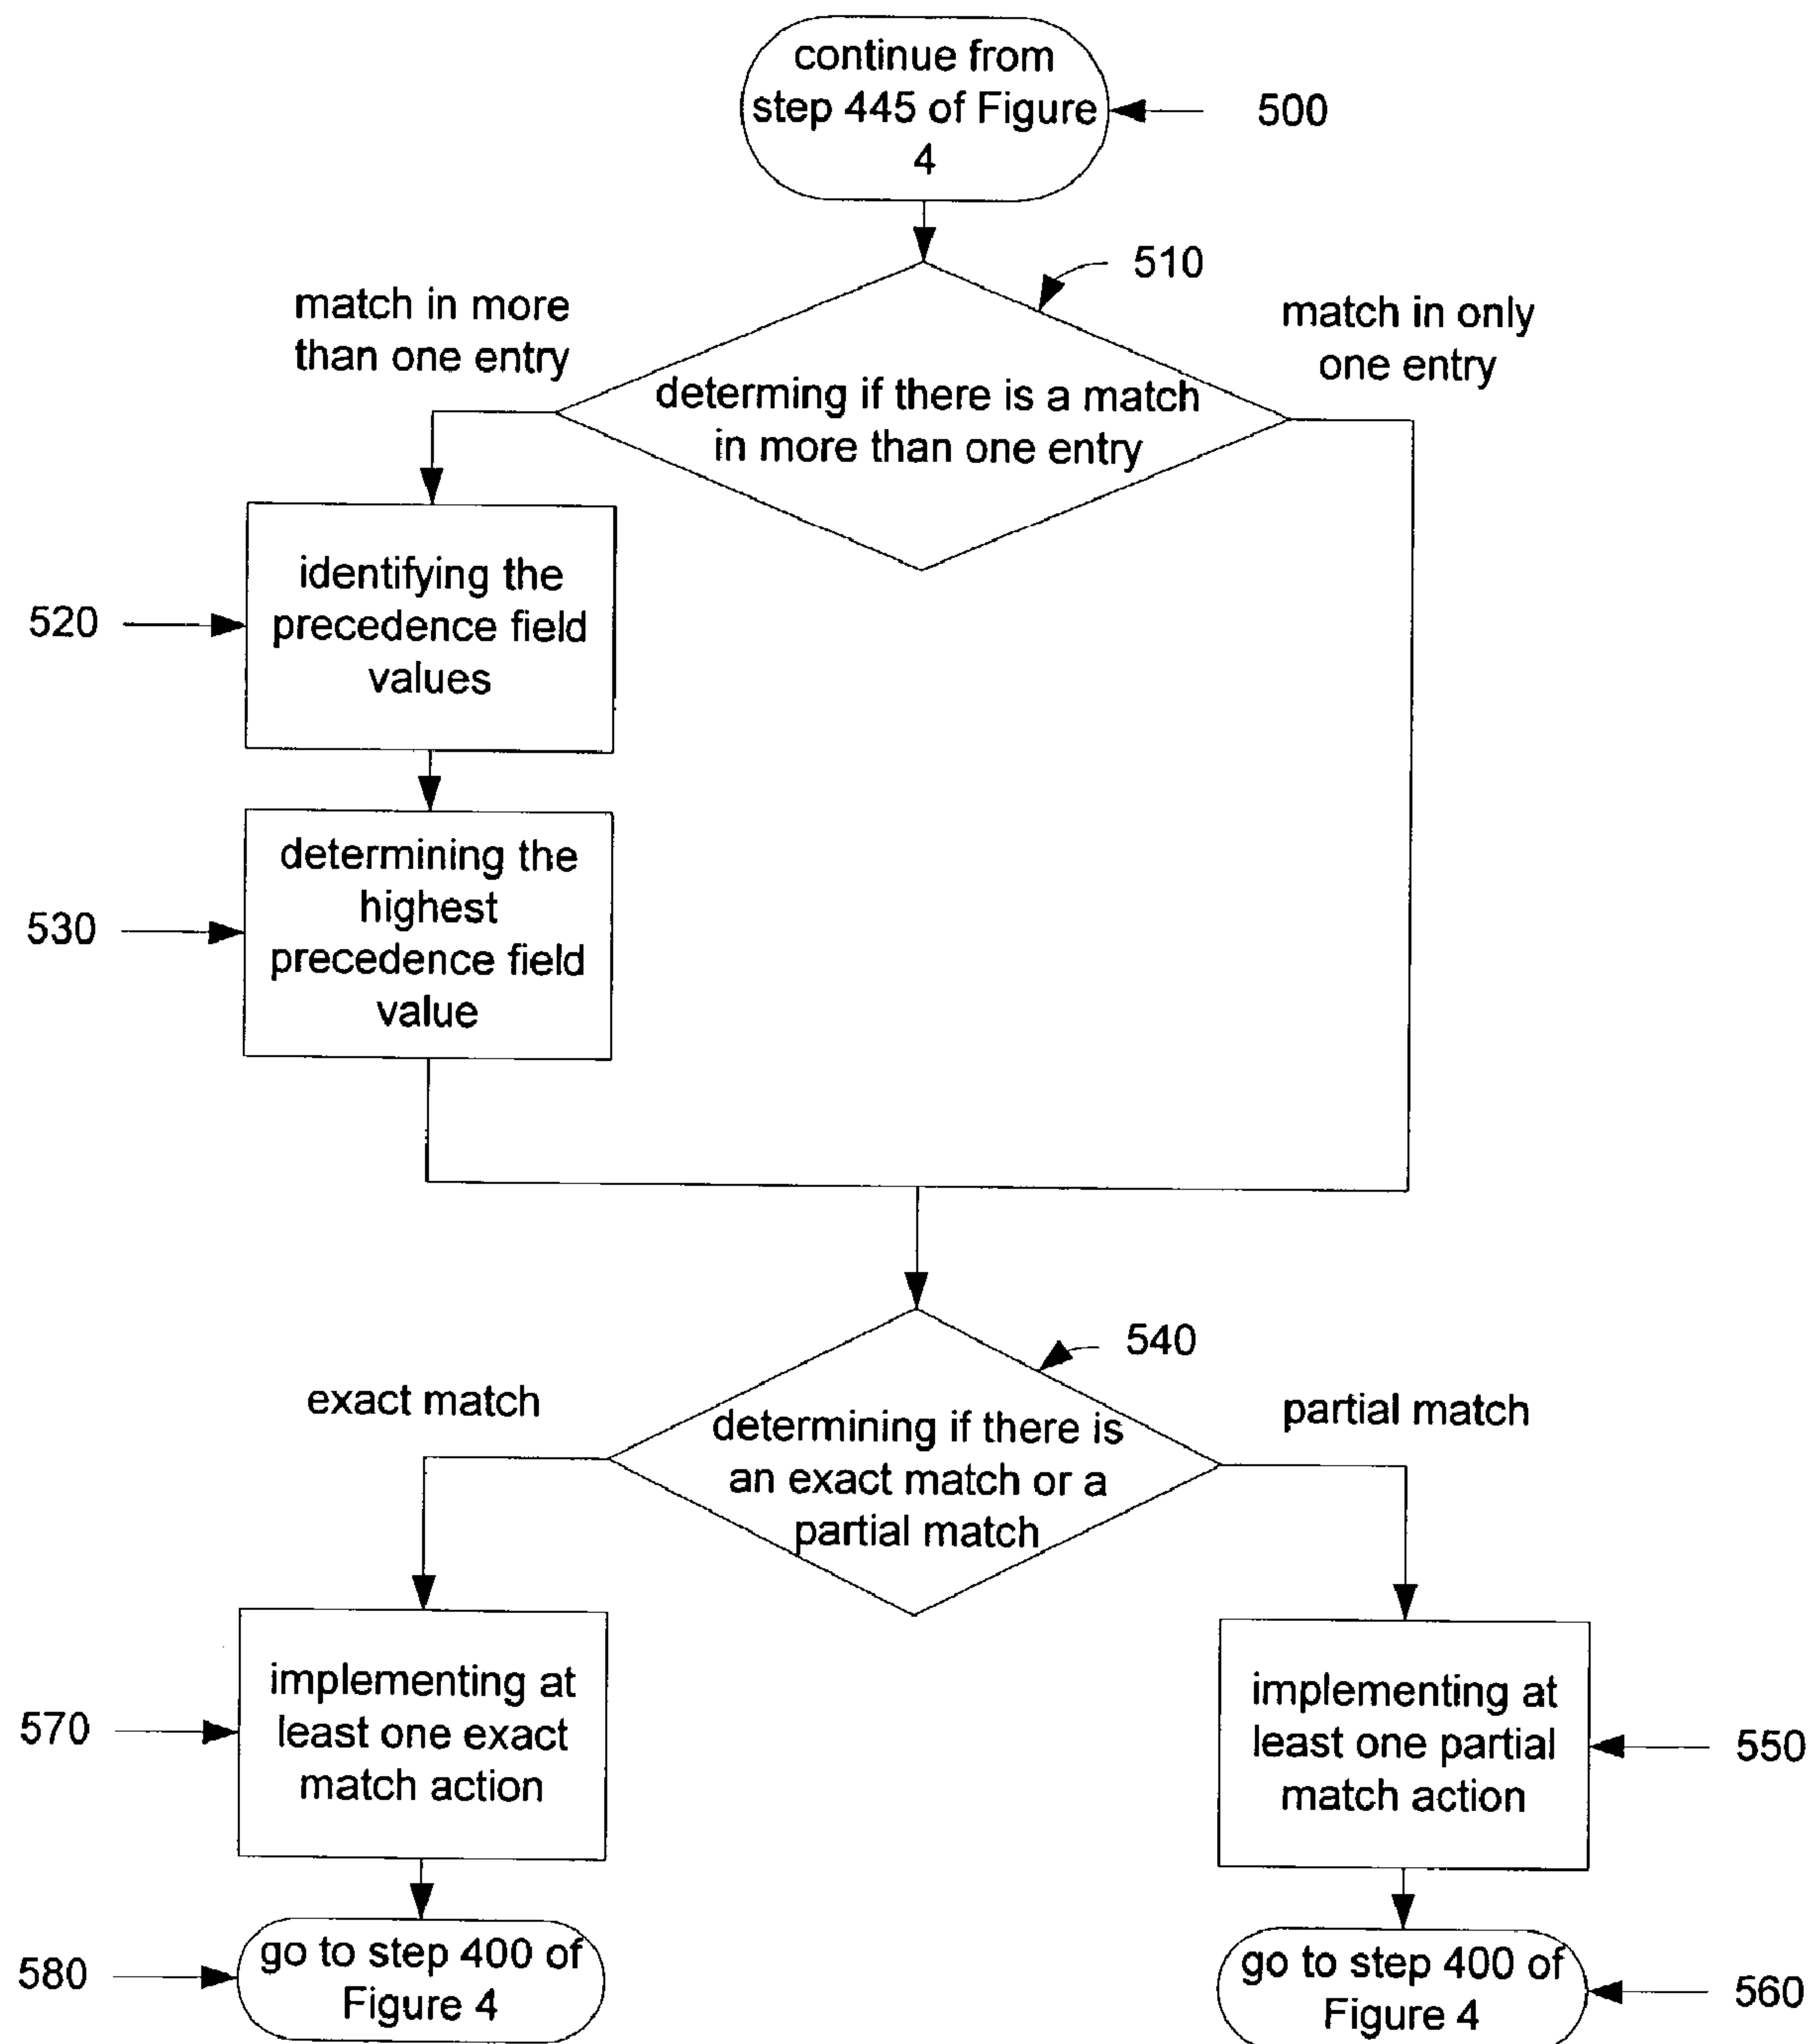 continue from
step 445 of Figure
4
500
510
match in more
than one entry
match in only
one entry
determing if there is a match
in more than one entry
identifying the
precedence field
values
520
determining the
highest
precedence field
value
530
540
exact match
partial match
determining if there is
an exact match or a
partial match
implementing at
least one exact
match action
570
implementing at
least one partial
match action
550
go to step 400 of
Figure 4
580
go to step 400 of
Figure 4
560